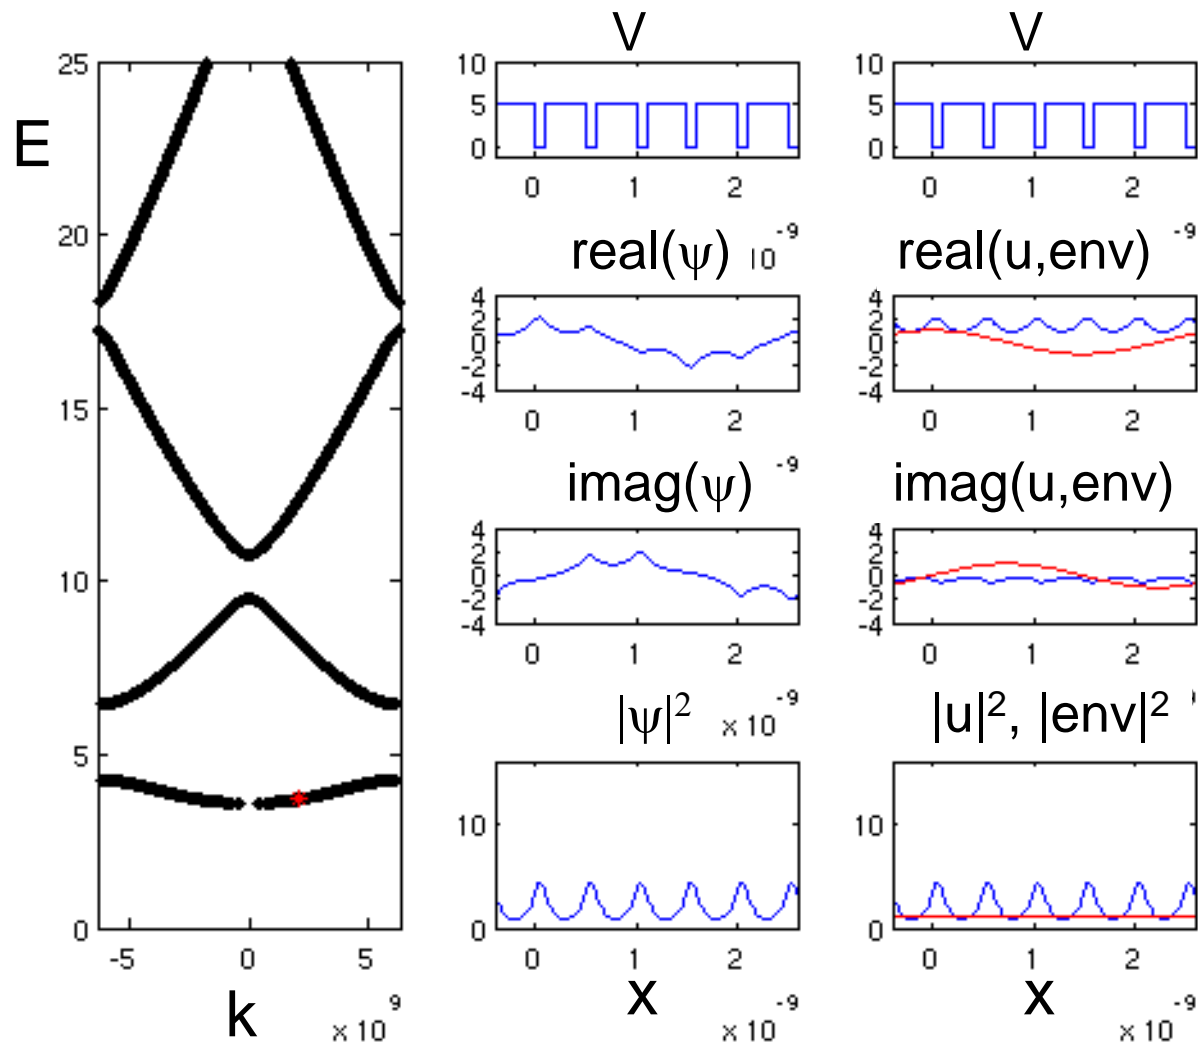 V V
25 10 10
E 5 5
0 0
0 1 2 0 1 2
20 real(ψ) 10 -9 real(u,env) -9
4 4
2 2
0 0
-2 -2
15 -4 -4
0 1 2 0 1 2
imag(ψ) -9 imag(u,env)
4 4
10 2 2
0 0
-2 -2
-4 -4
0 1 2 0 1 2
|ψ|² x 10 -9 |u|², |env|²
5
10 10
0 0 0
-5 0 5 0 1 2 0 1 2
k x 10 9 x x 10 -9 x x 10 -9